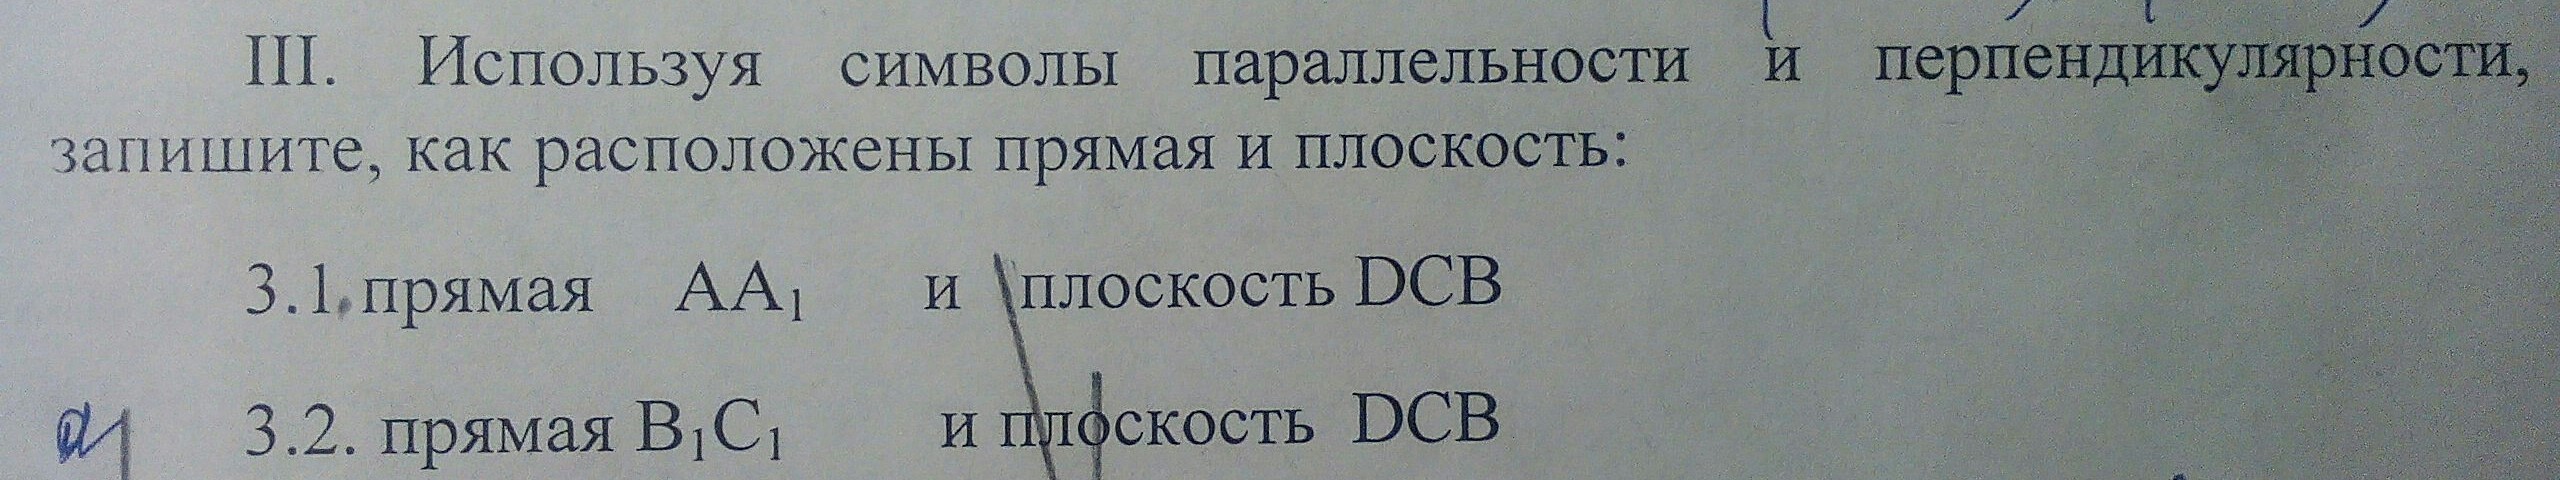 III. Используя символы параллельности и перпендикулярности,
запишите, как расположены прямая и плоскость:
3.1. прямая AA₁ и плоскость DCB
3.2. прямая B₁C₁ и плоскость DCB